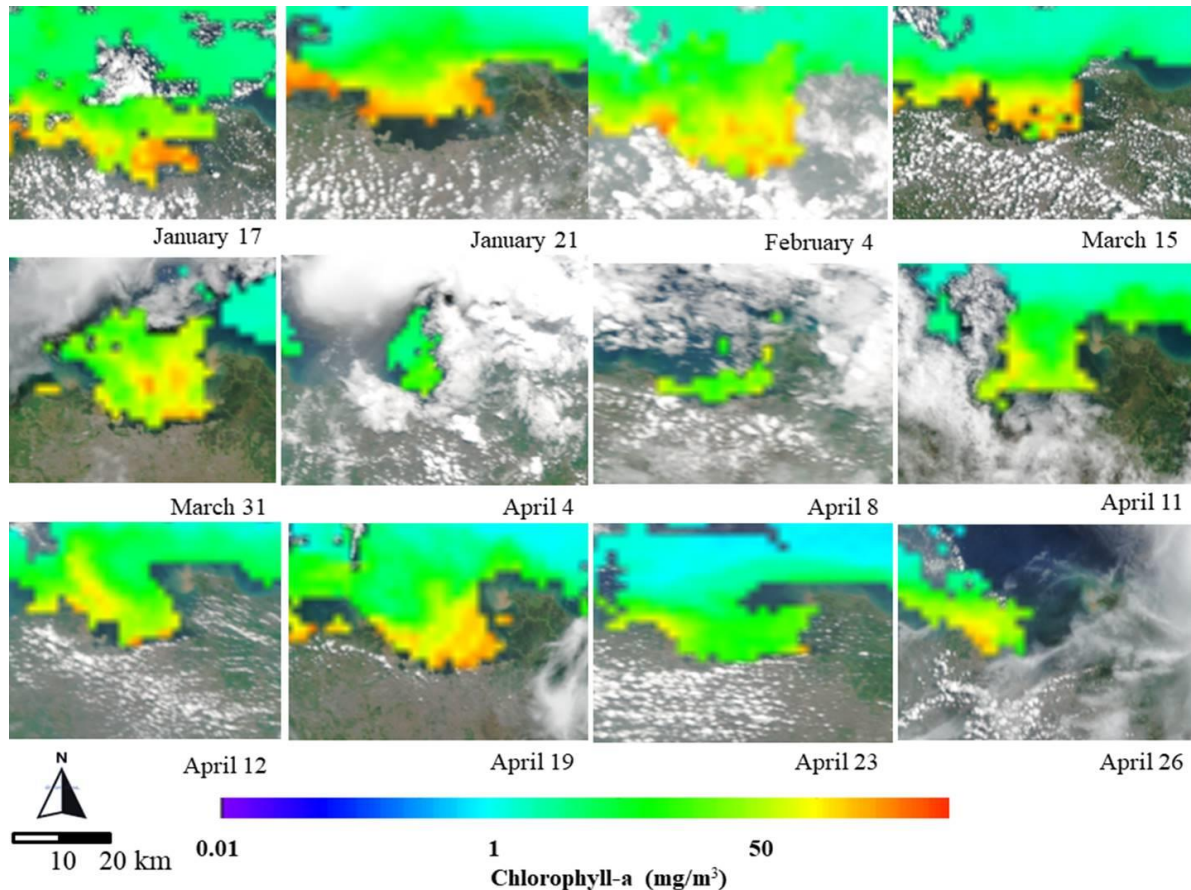 January 17
January 21
February 4
March 15
March 31
April 4
April 8
April 11
April 12
April 19
April 23
April 26
N
10 20 km
0.01 1 50
Chlorophyll-a (mg/m³)